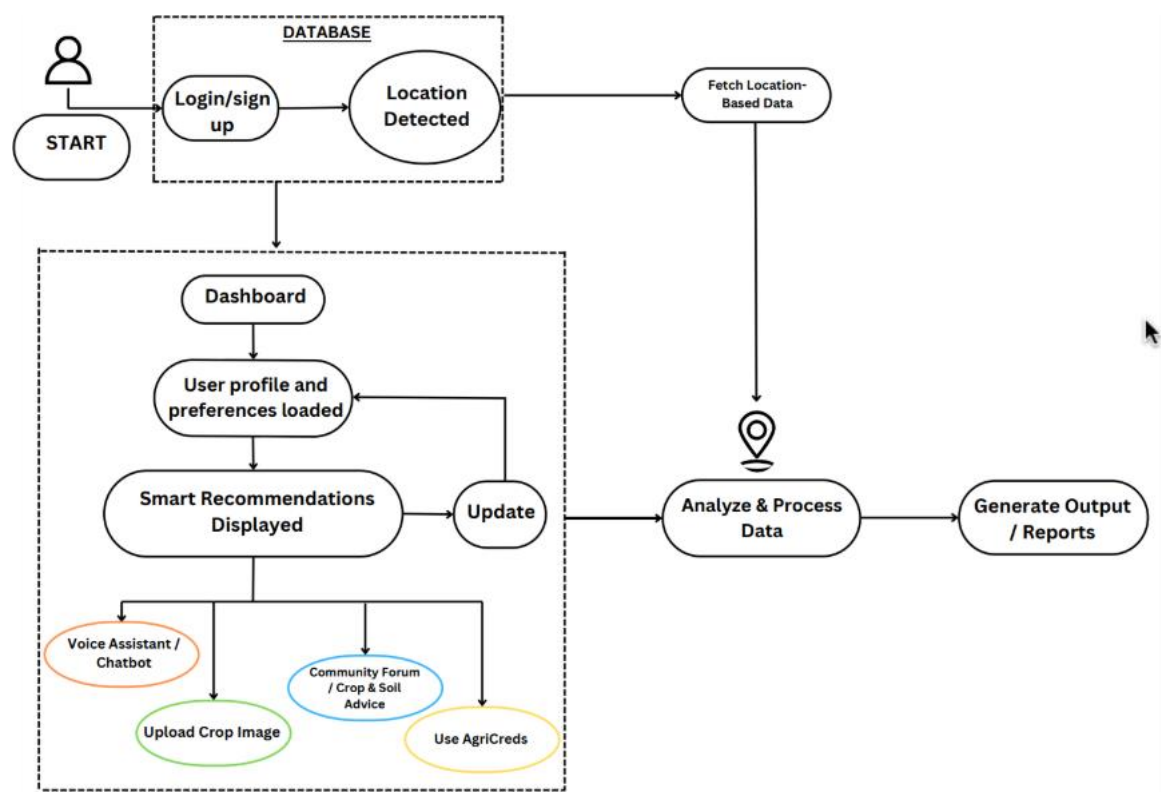 DATABASE
START
Login/sign
up
Location
Detected
Fetch Location-
Based Data
Dashboard
User profile and
preferences loaded
Smart Recommendations
Displayed
Update
Analyze & Process
Data
Generate Output
/ Reports
Voice Assistant /
Chatbot
Upload Crop Image
Community Forum
/ Crop & Soil
Advice
Use AgriCreds